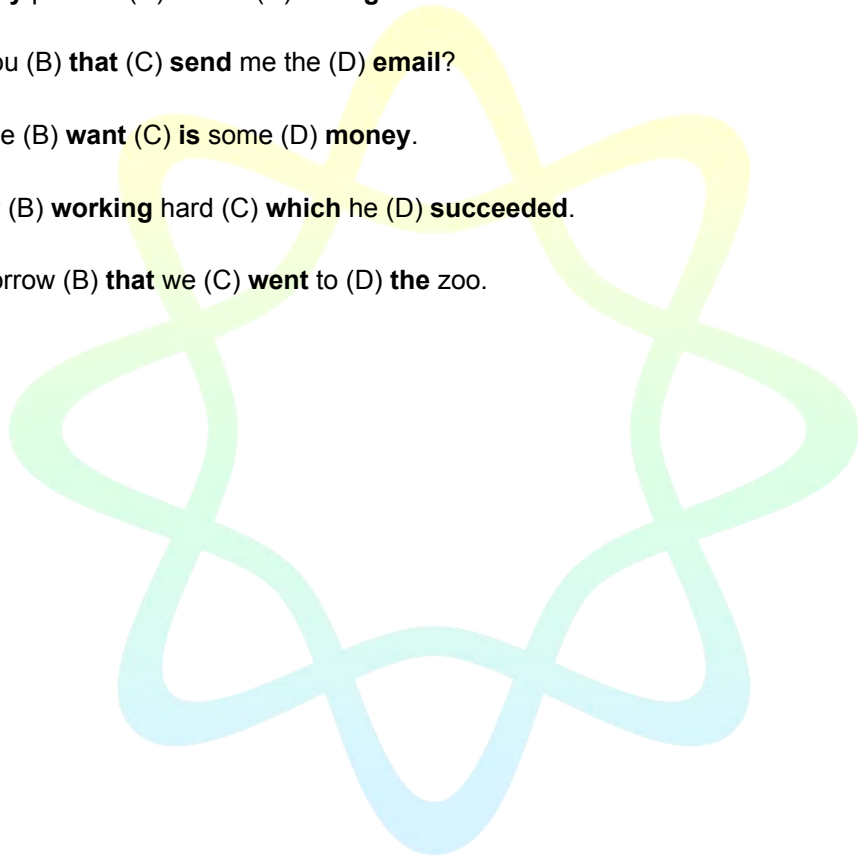 ou (B) that (C) send me the (D) email?
e (B) want (C) is some (D) money.
(B) working hard (C) which he (D) succeeded.
orrow (B) that we (C) went to (D) the zoo.